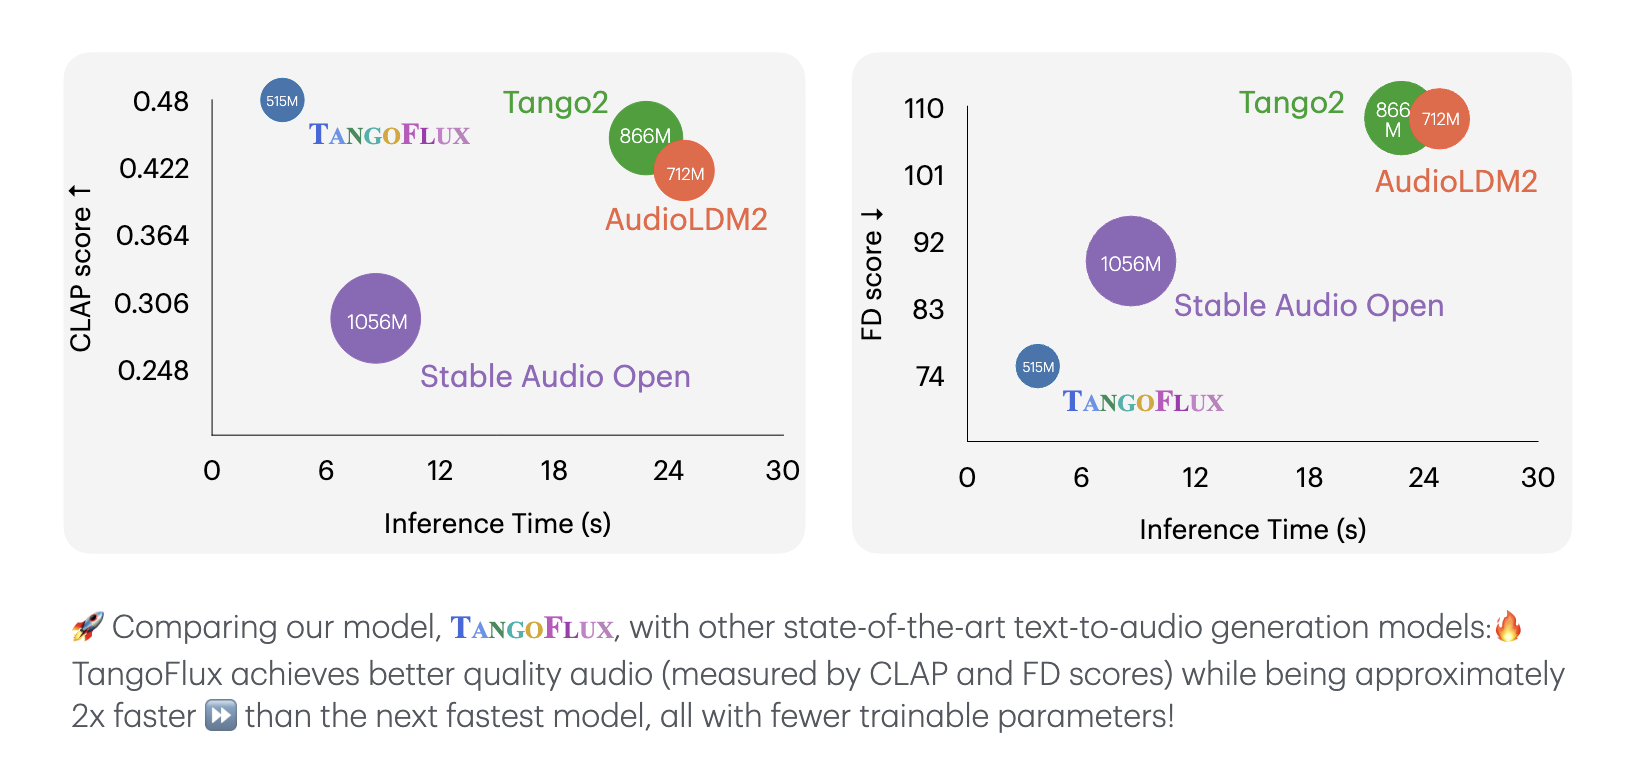 0.48
0.422
0.364
0.306
0.248
CLAP score ↑
515M
TANGOFLUX
Tango2
866M
712M
AudioLDM2
1056M
Stable Audio Open
0 6 12 18 24 30
Inference Time (s)
110
101
92
83
74
FD score ↓
Tango2
866
M
712M
AudioLDM2
1056M
Stable Audio Open
515M
TANGOFLUX
0 6 12 18 24 30
Inference Time (s)
🚀 Comparing our model, TANGOFLUX, with other state-of-the-art text-to-audio generation models:🔥
TangoFlux achieves better quality audio (measured by CLAP and FD scores) while being approximately
2x faster ⏩ than the next fastest model, all with fewer trainable parameters!